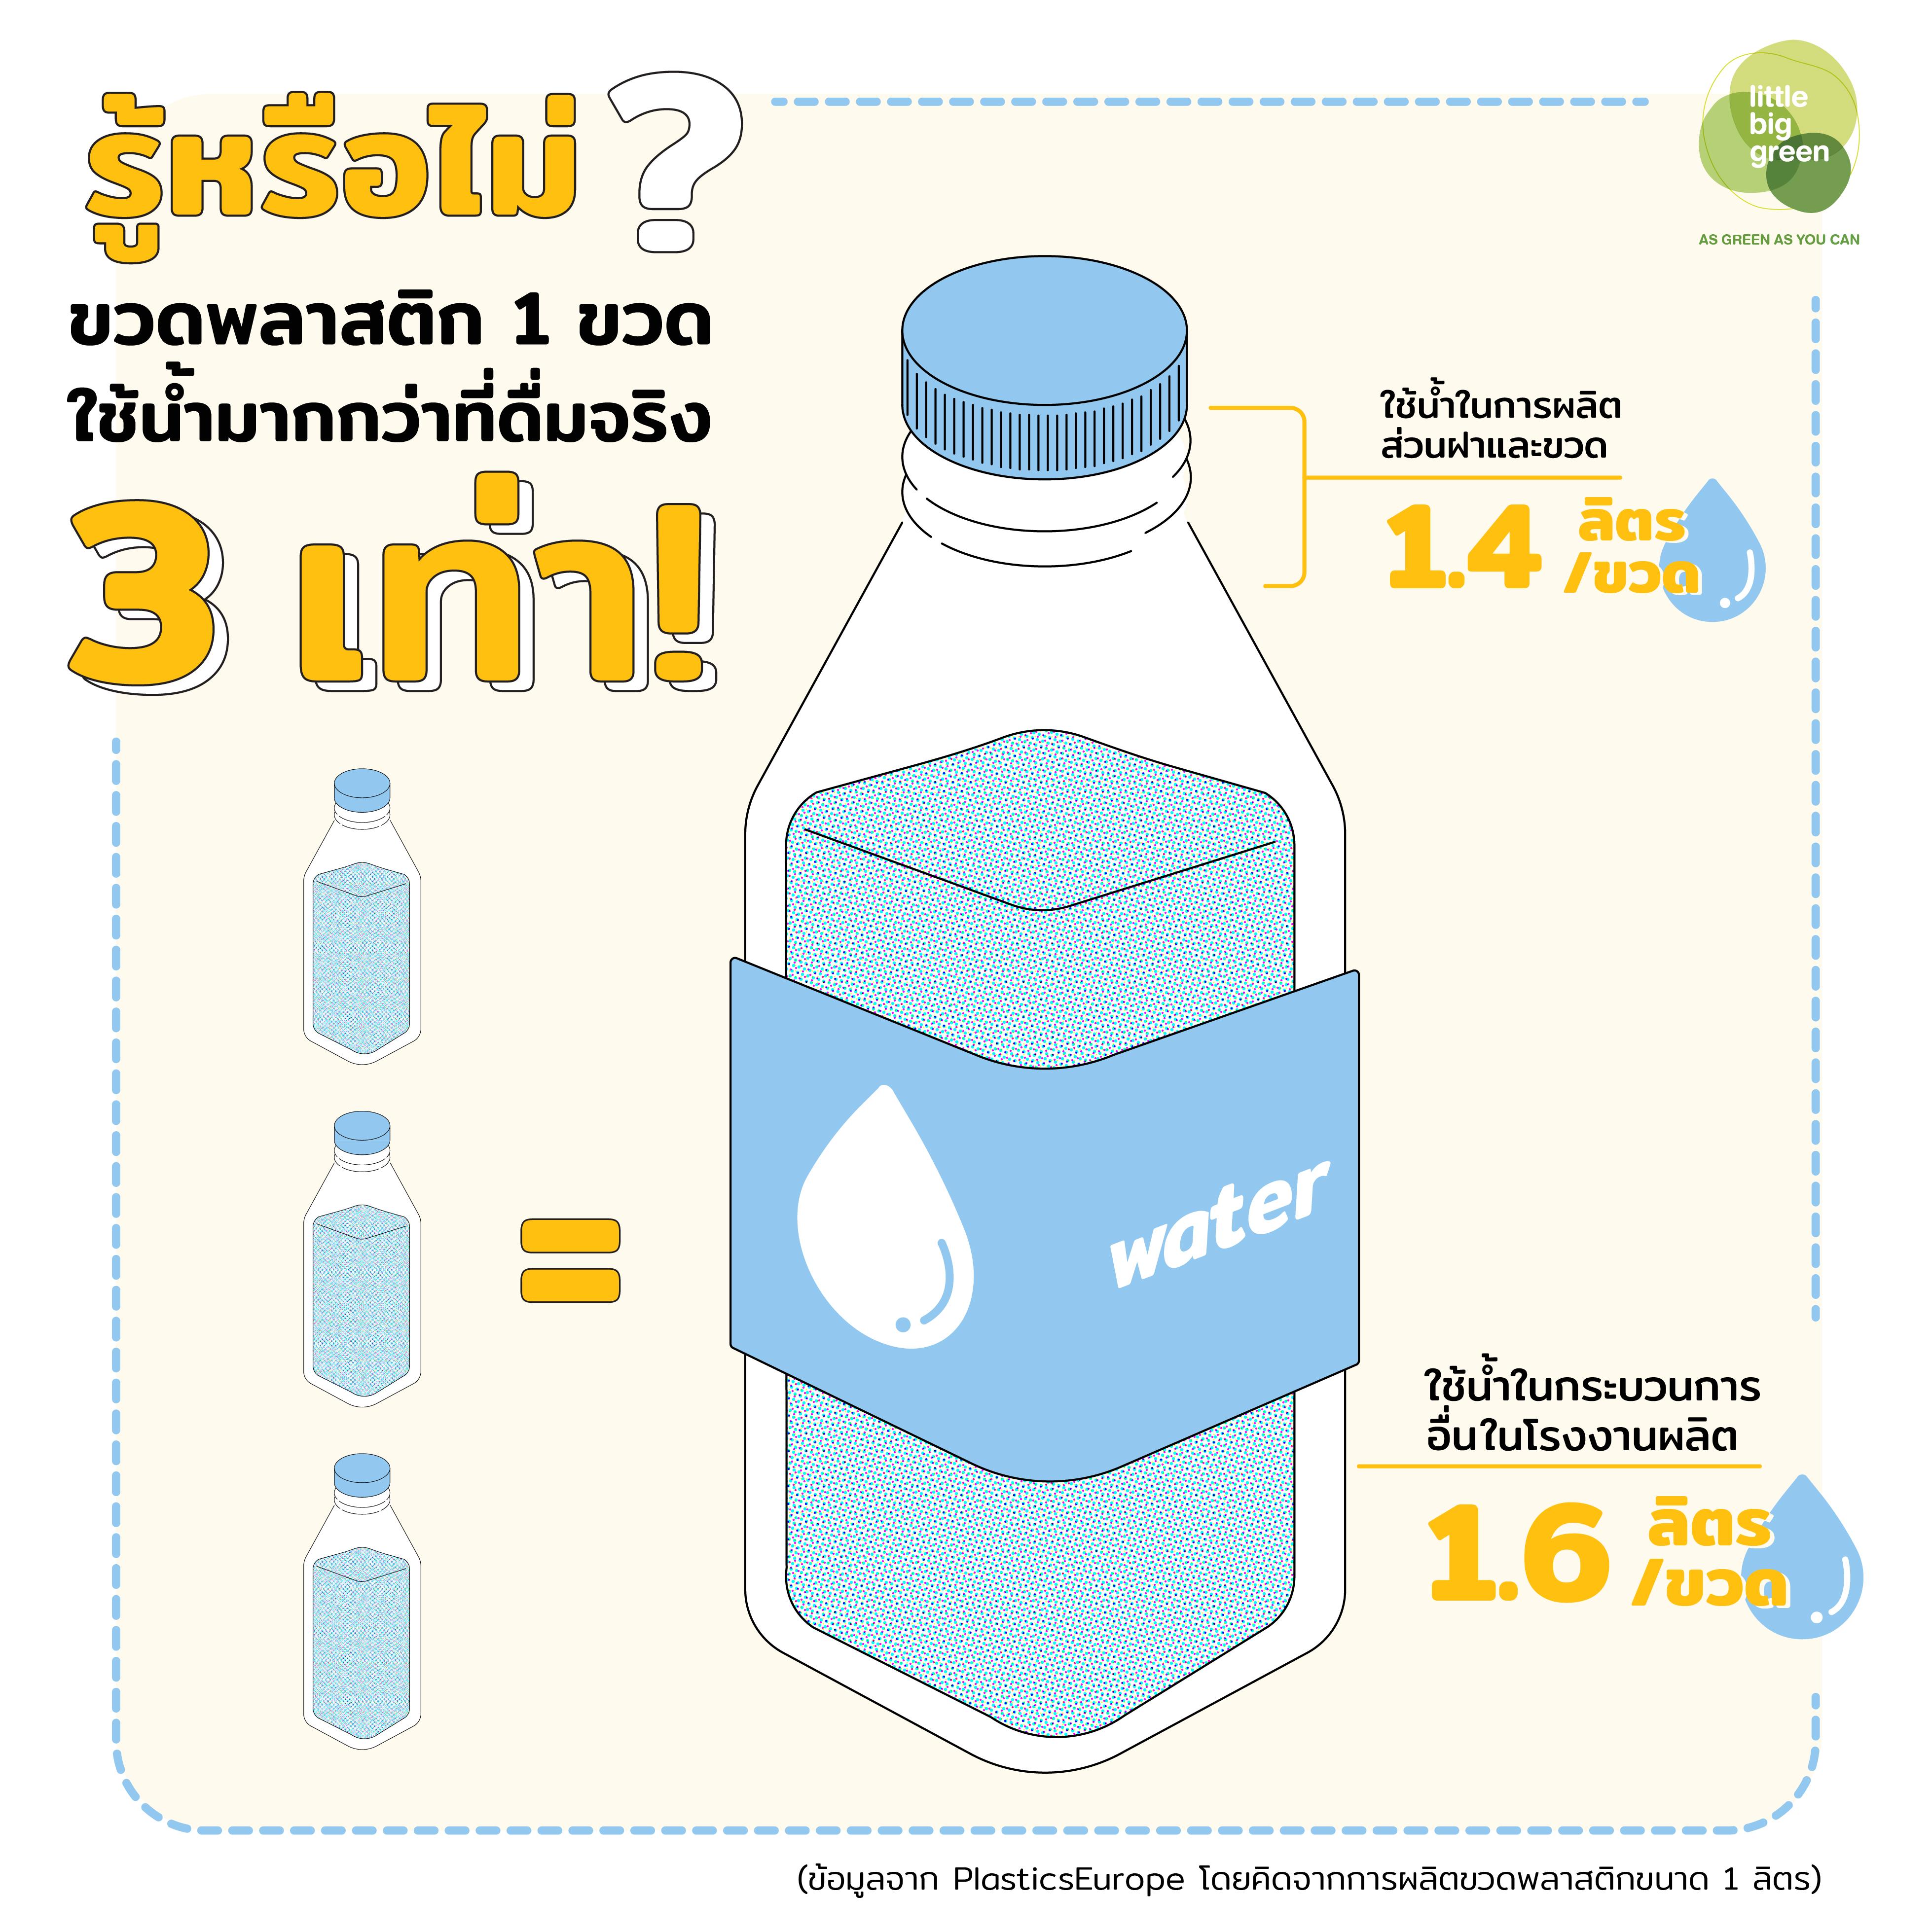 รู้หรือไม่?
ขวดพลาสติก 1 ขวด
ใช้น้ำมากกว่าที่ดื่มจริง
3 เท่า!
little
big
green
AS GREEN AS YOU CAN
ใช้น้ำในการผลิต
ส่วนฝาและขวด
1.4 ลิตร
/ขวด
=
water
ใช้น้ำในกระบวนการ
อื่นในโรงงานผลิต
1.6 ลิตร
/ขวด
(ข้อมูลจาก PlasticsEurope โดยคิดจากการผลิตขวดพลาสติกขนาด 1 ลิตร)